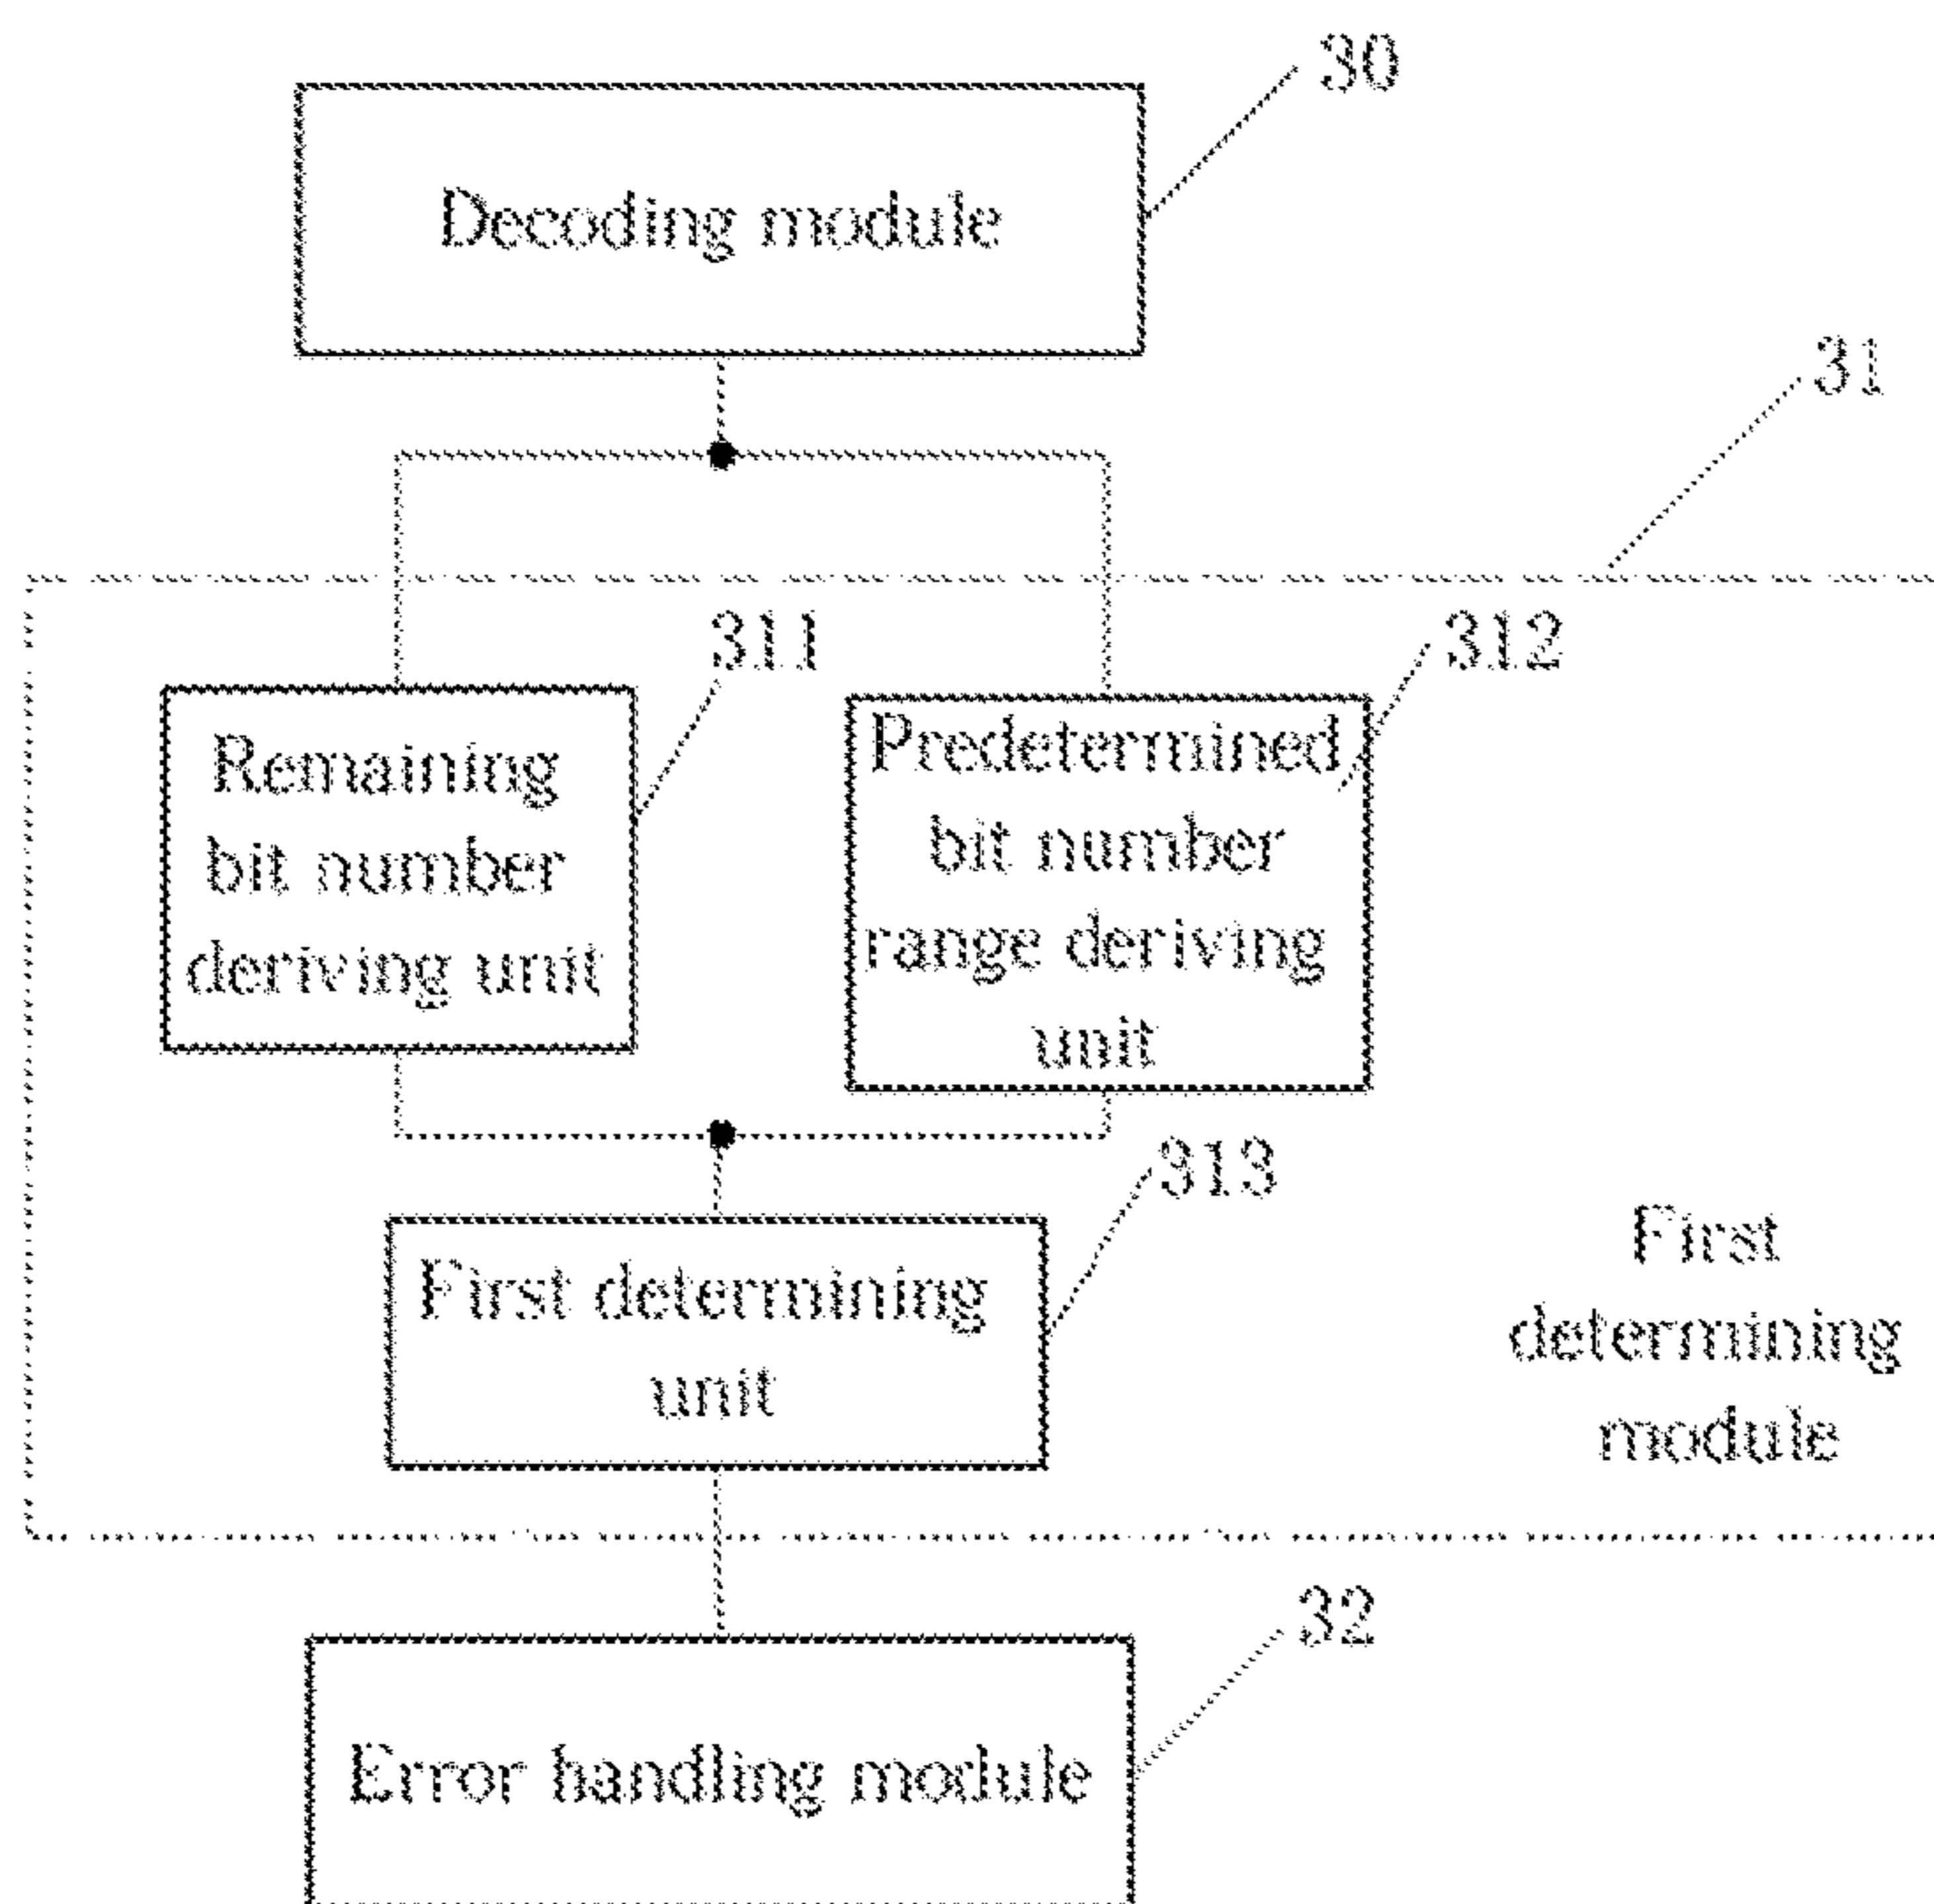 30
Decoding module
31
311
312
Remaining
bit number
deriving unit
Predetermined
bit number
range deriving
unit
313
First determining
unit
First
determining
module
32
Error handling module